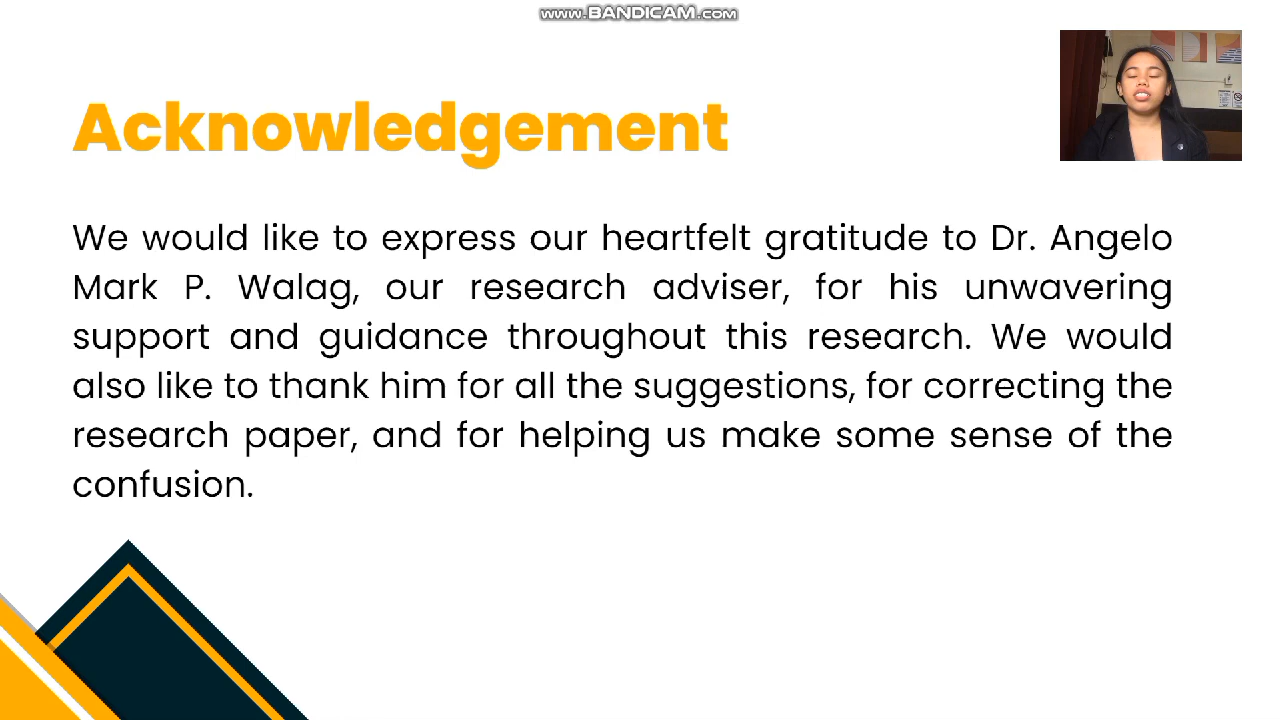 www.BANDICAM.com
Acknowledgement
We would like to express our heartfelt gratitude to Dr. Angelo
Mark P. Walag, our research adviser, for his unwavering
support and guidance throughout this research. We would
also like to thank him for all the suggestions, for correcting the
research paper, and for helping us make some sense of the
confusion.